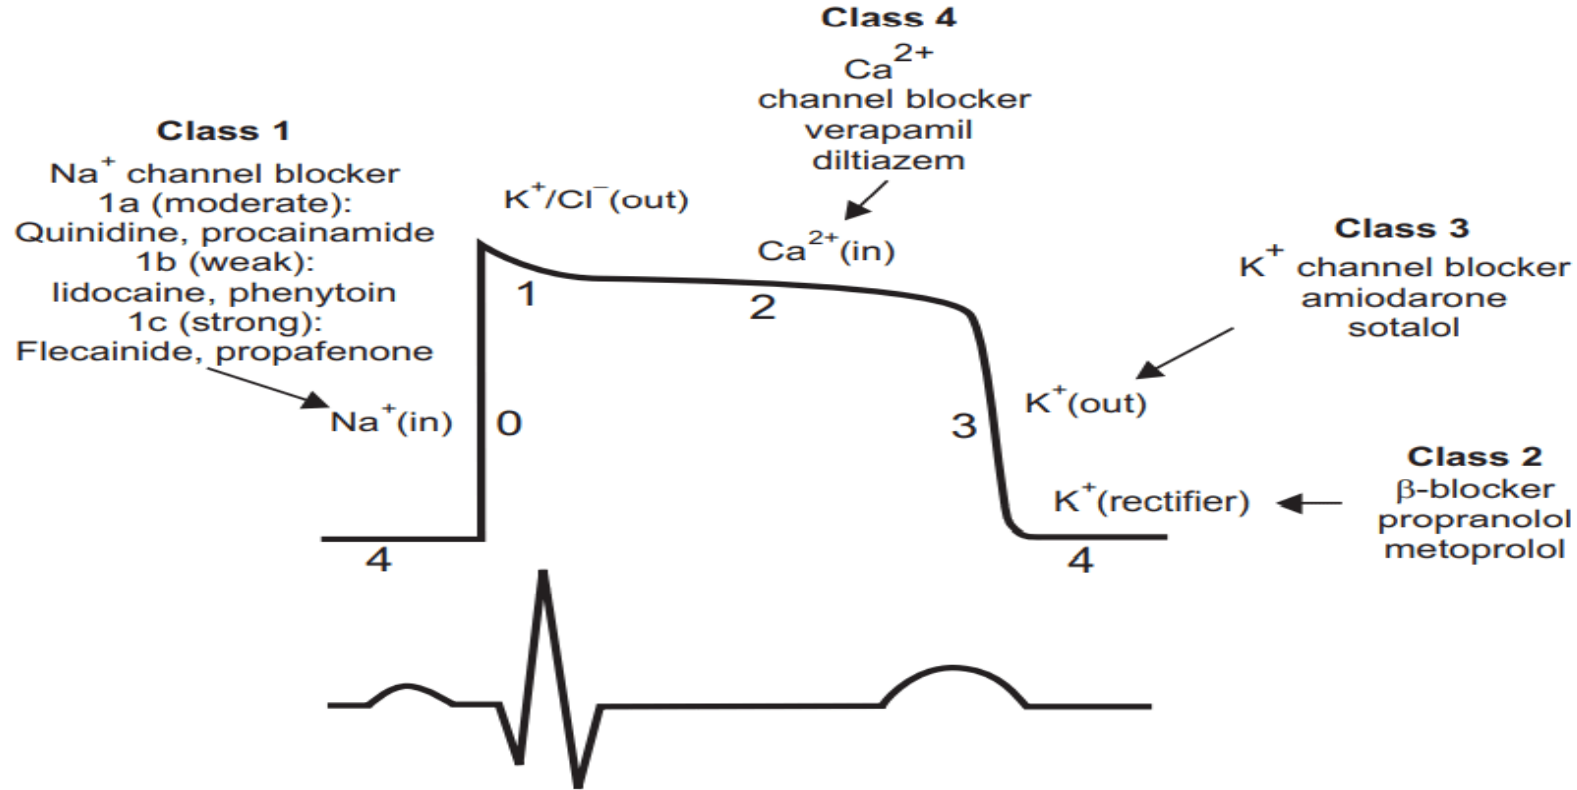 Class 4
Ca²⁺
channel blocker
verapamil
diltiazem
Class 1
Na⁺ channel blocker
1a (moderate):
Quinidine, procainamide
1b (weak):
lidocaine, phenytoin
1c (strong):
Flecainide, propafenone
Na⁺(in)
K⁺/Cl⁻(out)
Ca²⁺(in)
Class 3
K⁺ channel blocker
amiodarone
sotalol
K⁺(out)
Class 2
β-blocker
propranolol
metoprolol
K⁺(rectifier)
4
0
1
2
3
4